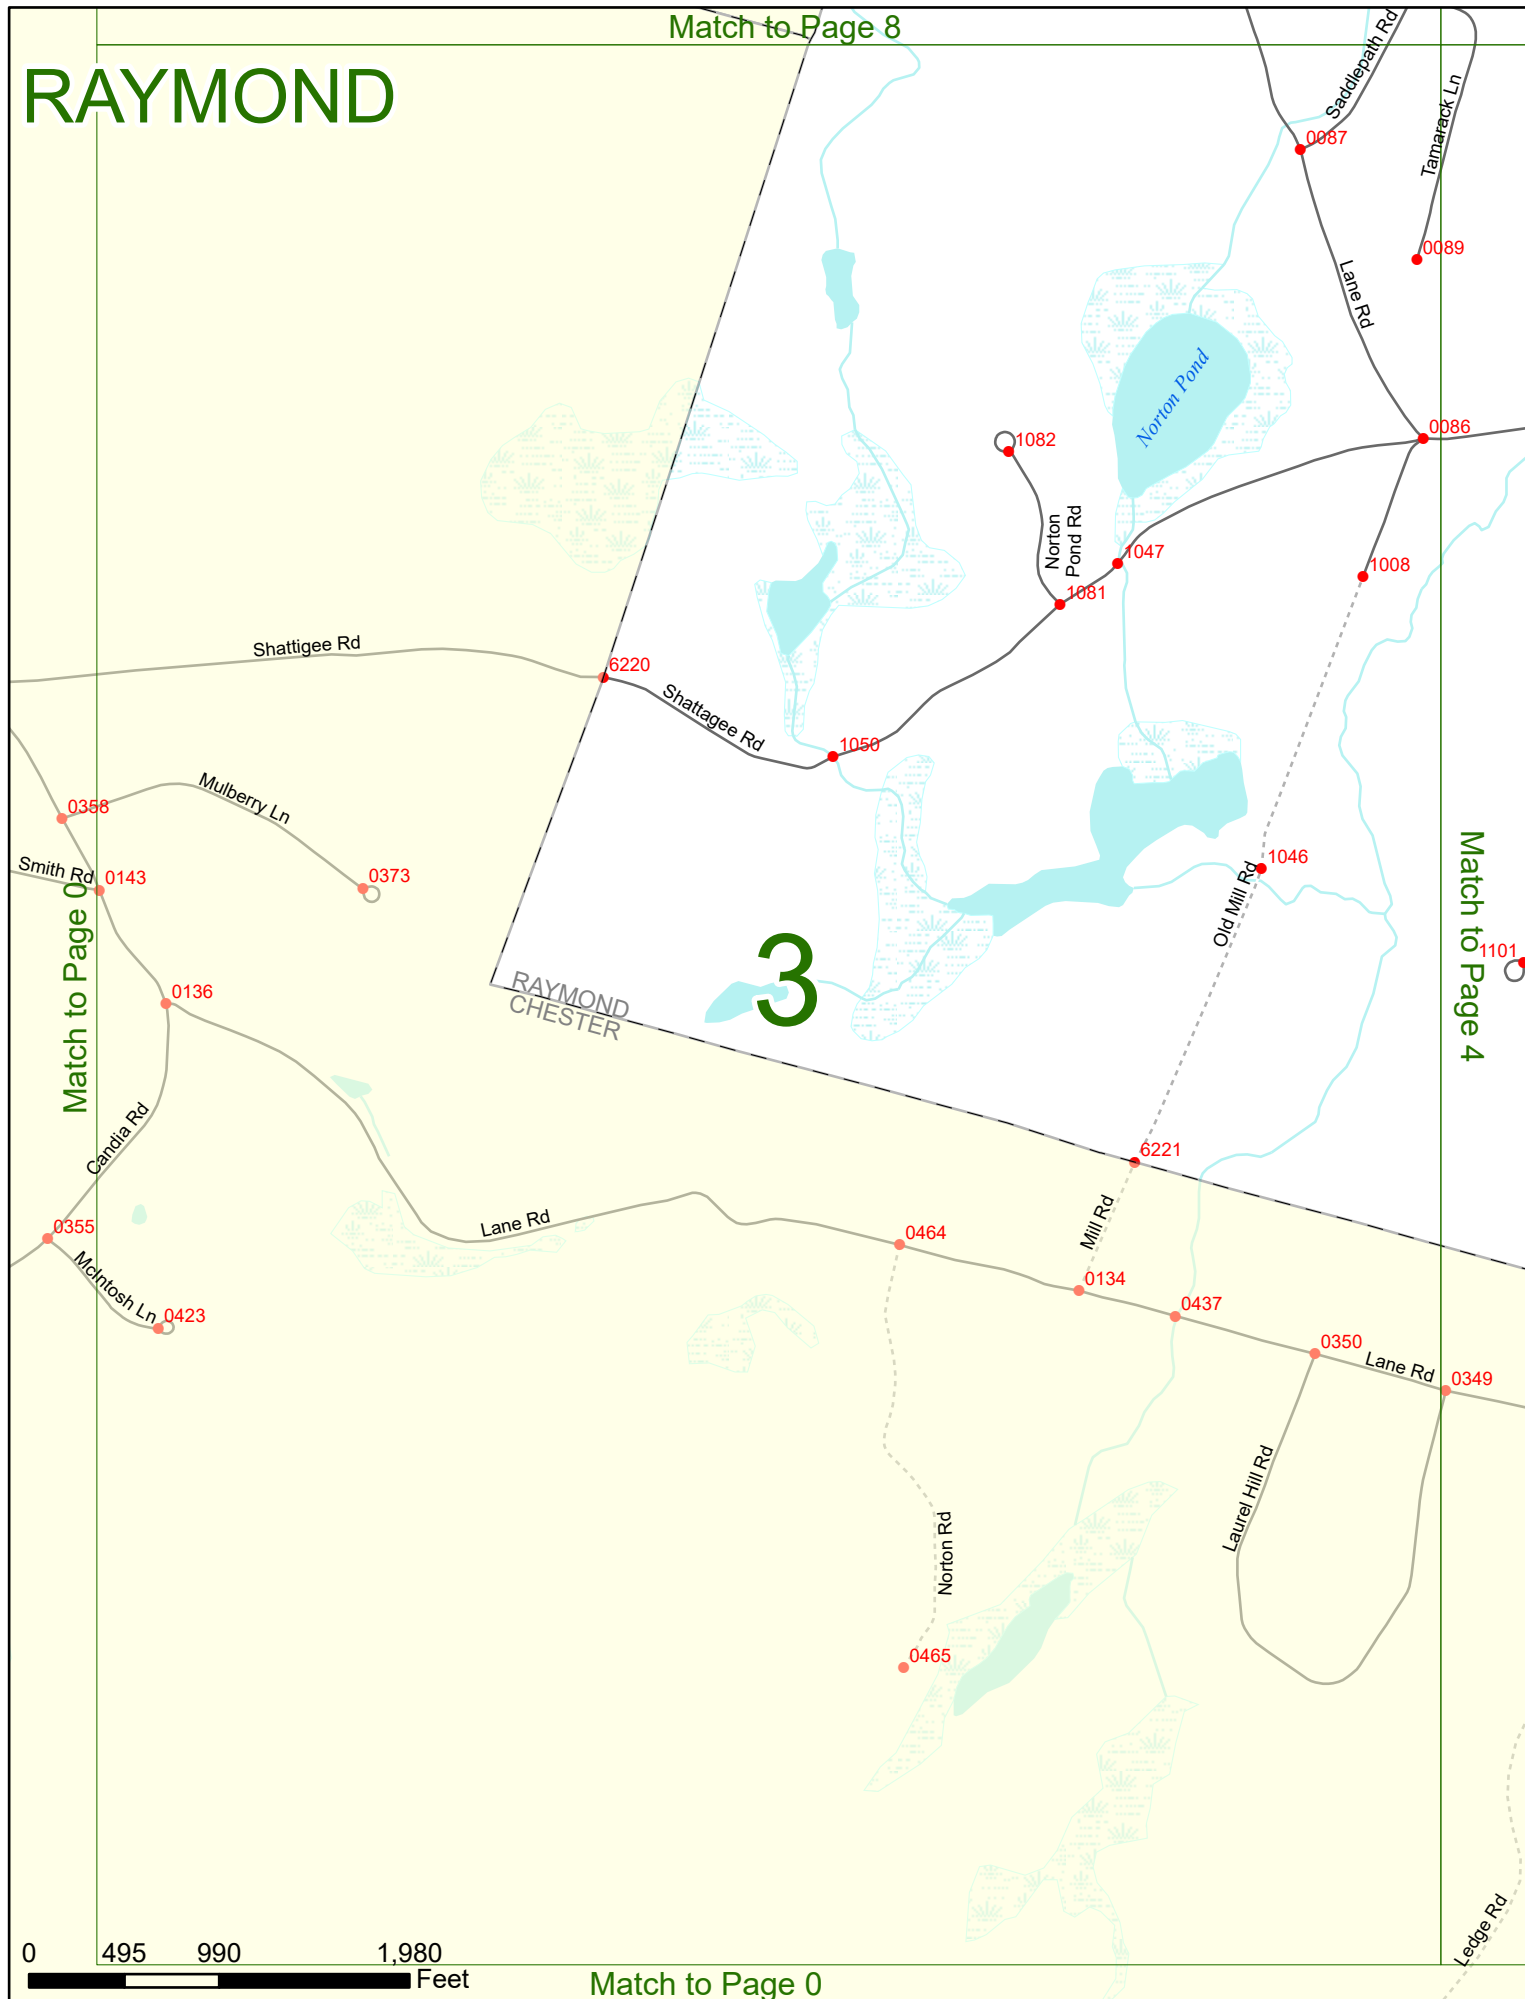 Match to Page 8
RAYMOND
Saddlepath Rd
Tamarack Ln
0087
0089
Lane Rd
Norton Pond
0086
1082
Norton
Pond Rd
1047
1008
1081
Shattigee Rd
6220
Shattagee Rd
1050
Mulberry Ln
0358
Smith Rd
0143
0373
1046
Old Mill Rd
Match to Page 4
Match to Page 0
1101
3
RAYMOND
CHESTER
0136
Candia Rd
6221
Mill Rd
0355
Lane Rd
0464
McIntosh Ln
0423
0134
0437
0350
Lane Rd
0349
Laurel Hill Rd
Norton Rd
0465
Ledge Rd
0 495 990 1,980
Feet
Match to Page 0